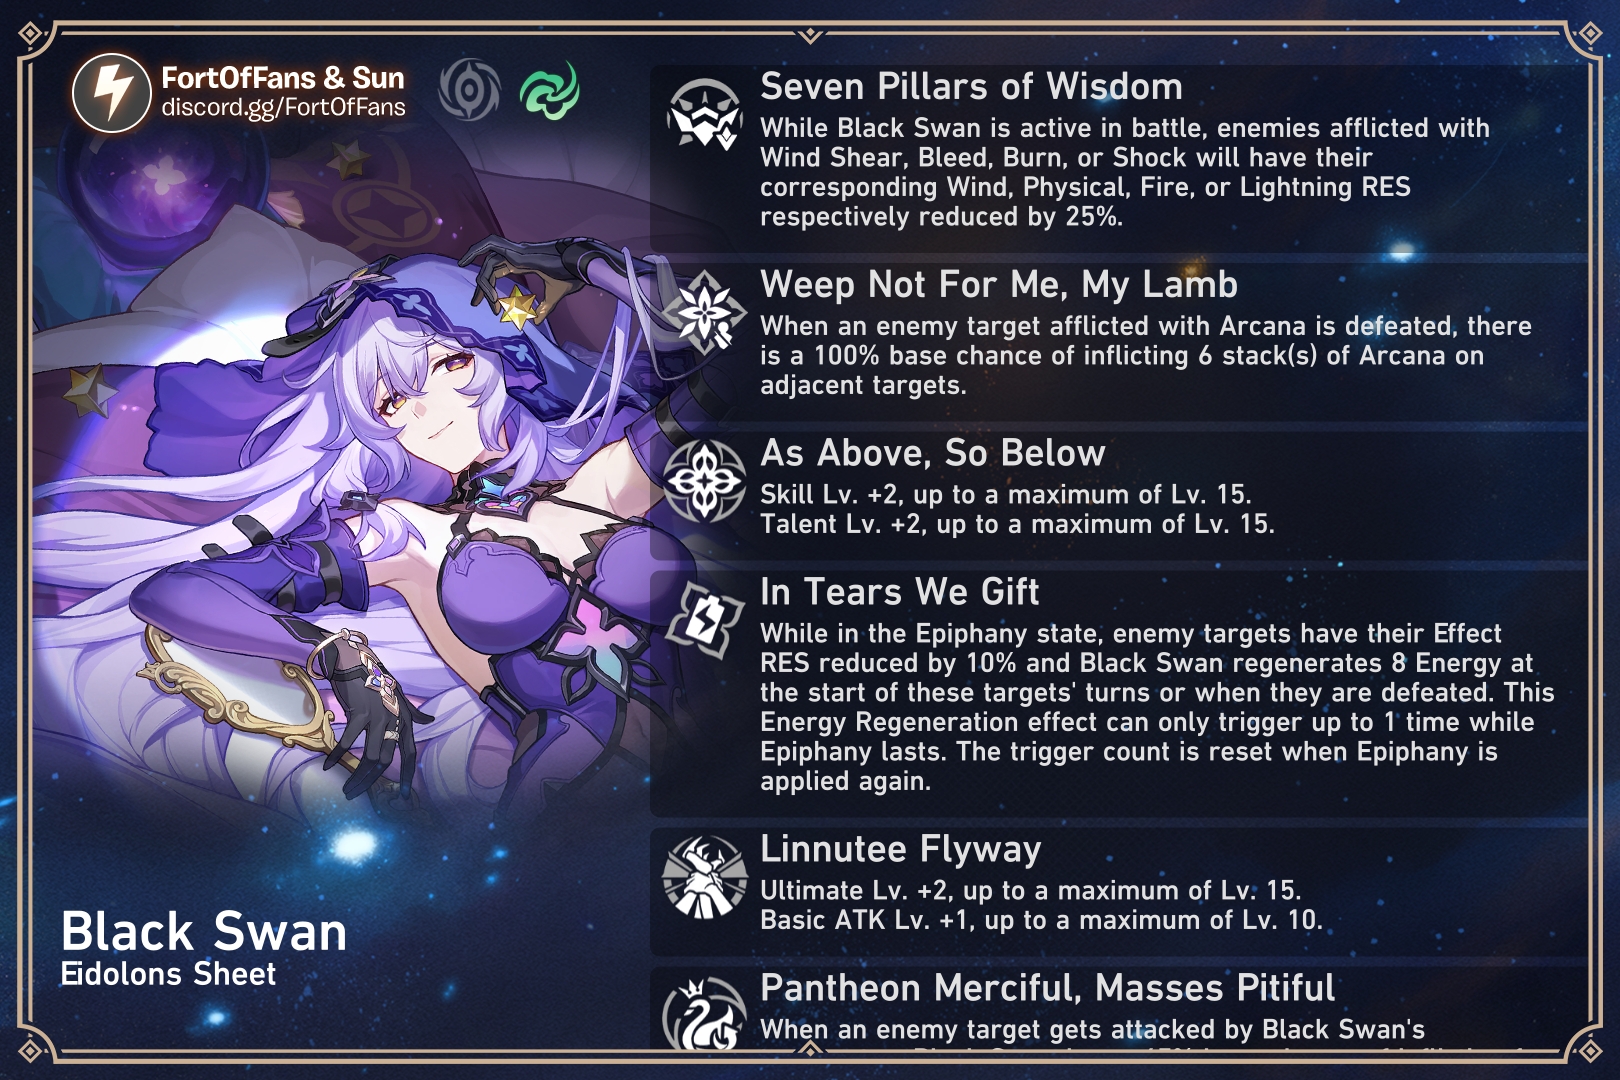 FortOfFans & Sun
discord.gg/FortOfFans
Seven Pillars of Wisdom
While Black Swan is active in battle, enemies afflicted with
Wind Shear, Bleed, Burn, or Shock will have their
corresponding Wind, Physical, Fire, or Lightning RES
respectively reduced by 25%.
Weep Not For Me, My Lamb
When an enemy target afflicted with Arcana is defeated, there
is a 100% base chance of inflicting 6 stack(s) of Arcana on
adjacent targets.
As Above, So Below
Skill Lv. +2, up to a maximum of Lv. 15.
Talent Lv. +2, up to a maximum of Lv. 15.
In Tears We Gift
While in the Epiphany state, enemy targets have their Effect
RES reduced by 10% and Black Swan regenerates 8 Energy at
the start of these targets' turns or when they are defeated. This
Energy Regeneration effect can only trigger up to 1 time while
Epiphany lasts. The trigger count is reset when Epiphany is
applied again.
Linnutee Flyway
Ultimate Lv. +2, up to a maximum of Lv. 15.
Basic ATK Lv. +1, up to a maximum of Lv. 10.
Pantheon Merciful, Masses Pitiful
When an enemy target gets attacked by Black Swan's
Black Swan
Eidolons Sheet